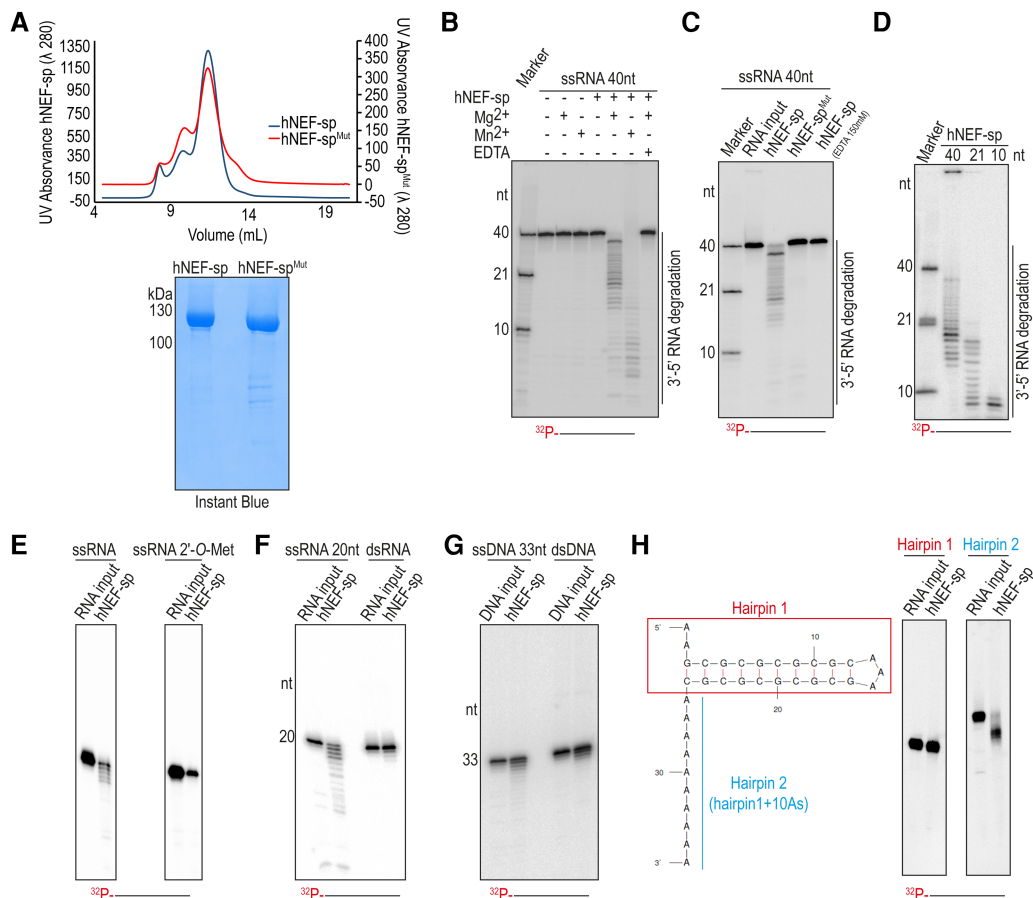 A
UV Absorvance hNEF-sp (λ 280)
1350
1150
950
750
550
350
150
-50
400
350
300
250
200
150
100
50
0
-50
UV Absorvance hNEF-sp^Mut (λ 280)
hNEF-sp
hNEF-sp^Mut
4 9 14 19
Volume (mL)
hNEF-sp hNEF-sp^Mut
kDa
130
100
Instant Blue
B
Marker
ssRNA 40nt
hNEF-sp - - - + + + +
Mg2+ - + - - + - +
Mn2+ - - + - - + -
EDTA - - - - - - +
nt
40
21
10
3'-5' RNA degradation
32P-
C
ssRNA 40nt
Marker
RNA input
hNEF-sp
hNEF-sp^Mut
hNEF-sp
(EDTA 150mM)
nt
40
21
10
3'-5' RNA degradation
32P-
D
Marker
hNEF-sp
40 21 10 nt
nt
40
21
10
3'-5' RNA degradation
32P-
E
ssRNA ssRNA 2'-O-Met
RNA input
hNEF-sp
RNA input
hNEF-sp
32P-
F
ssRNA 20nt dsRNA
RNA input
hNEF-sp
RNA input
hNEF-sp
nt
20
32P-
G
ssDNA 33nt dsDNA
DNA input
hNEF-sp
DNA input
hNEF-sp
nt
33
32P-
H
Hairpin 1
5' A
A
10
G C G C G C G C G C A
A
C G C G C G C G C G A
20
A
A
A
A
30 A
A
A
A
A
3' A
Hairpin 2
(hairpin1+10As)
Hairpin 1 Hairpin 2
RNA input
hNEF-sp
RNA input
hNEF-sp
32P-